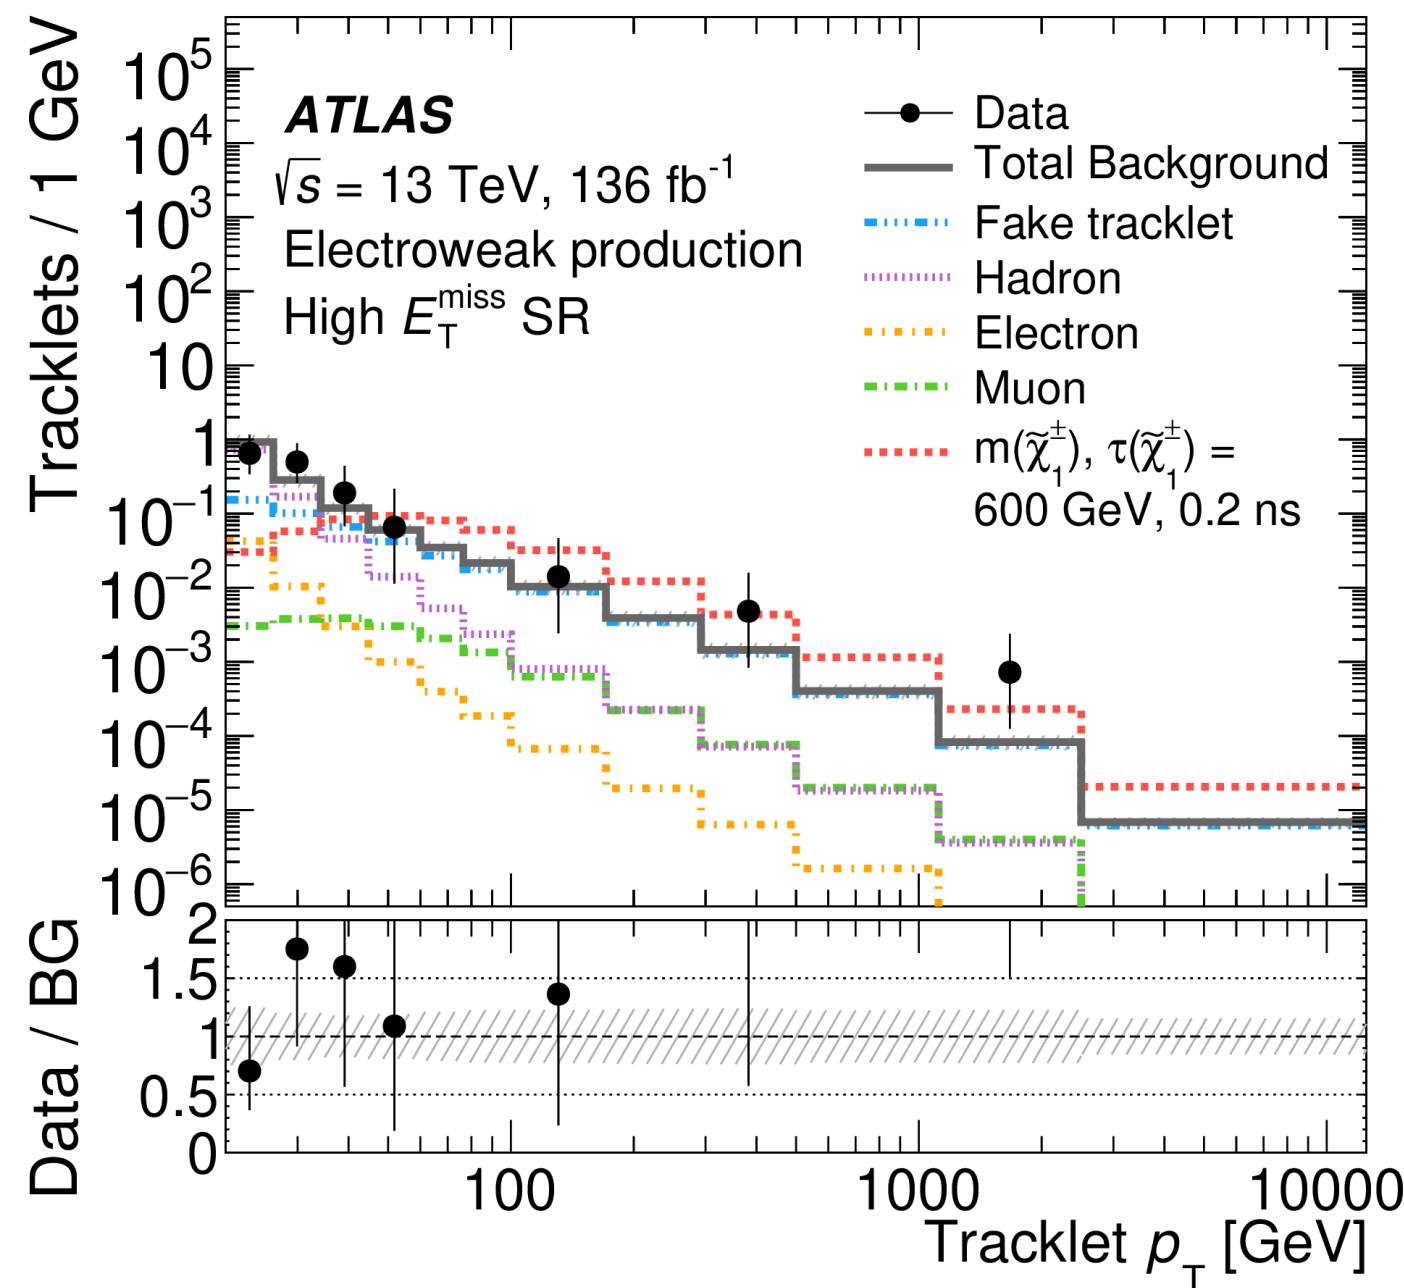 ATLAS
√s = 13 TeV, 136 fb⁻¹
Electroweak production
High E_T^miss SR
Data
Total Background
Fake tracklet
Hadron
Electron
Muon
m(χ̃₁^±), τ(χ̃₁^±) =
600 GeV, 0.2 ns
Tracklets / 1 GeV
10⁵
10⁴
10³
10²
10
1
10⁻¹
10⁻²
10⁻³
10⁻⁴
10⁻⁵
10⁻⁶
Data / BG
2
1.5
1
0.5
0
100 1000 10000
Tracklet p_T [GeV]